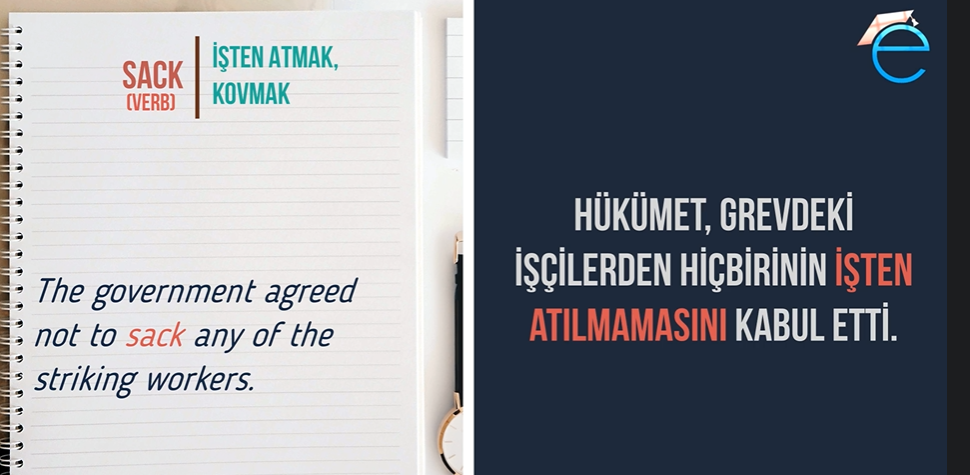 SACK
(VERB)
İŞTEN ATMAK,
KOVMAK
The government agreed
not to sack any of the
striking workers.
e
HÜKÜMET, GREVDEKİ
İŞÇİLERDEN HİÇBİRİNİN İŞTEN
ATILMAMASINI KABUL ETTİ.